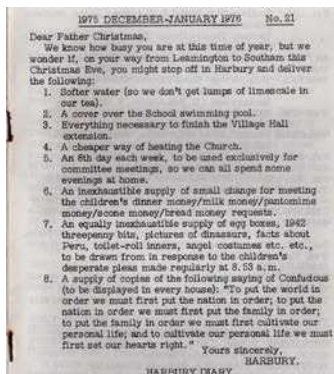 1975 DECEMBER-JANUARY 1976 No. 21
Dear Father Christmas,
We know how busy you are at this time of year, but we
wonder if, on your way from Leamington to Southam this
Christmas Eve, you might stop off in Harbury and deliver
the following:
1. Softer water (so we don't get lumps of limescale in
our tea).
2. A cover over the School swimming pool.
3. Everything necessary to finish the Village Hall
extension.
4. A cheaper way of heating the Church.
5. An 8th day each week, to be used exclusively for
committee meetings, so we can all spend some
evenings at home.
6. An inexhaustible supply of small change for meeting
the children's dinner money/milk money/pantomime
money/scone money/bread money requests.
7. An equally inexhaustible supply of egg boxes, 1942
threepenny bits, pictures of dinosaurs, facts about
Peru, toilet-roll inners, angel costumes etc. etc.,
to be drawn from in response to the children's
desperate pleas made regularly at 8.53 a.m.
8. A supply of copies of the following saying of Confucious
(to be displayed in every house): "To put the world in
order we must first put the nation in order; to put the
nation in order we must first put the family in order;
to put the family in order we must first cultivate our
personal life; and to cultivate our personal life we must
first set our hearts right."
Yours sincerely,
HARBURY.
HARBURY DIARY